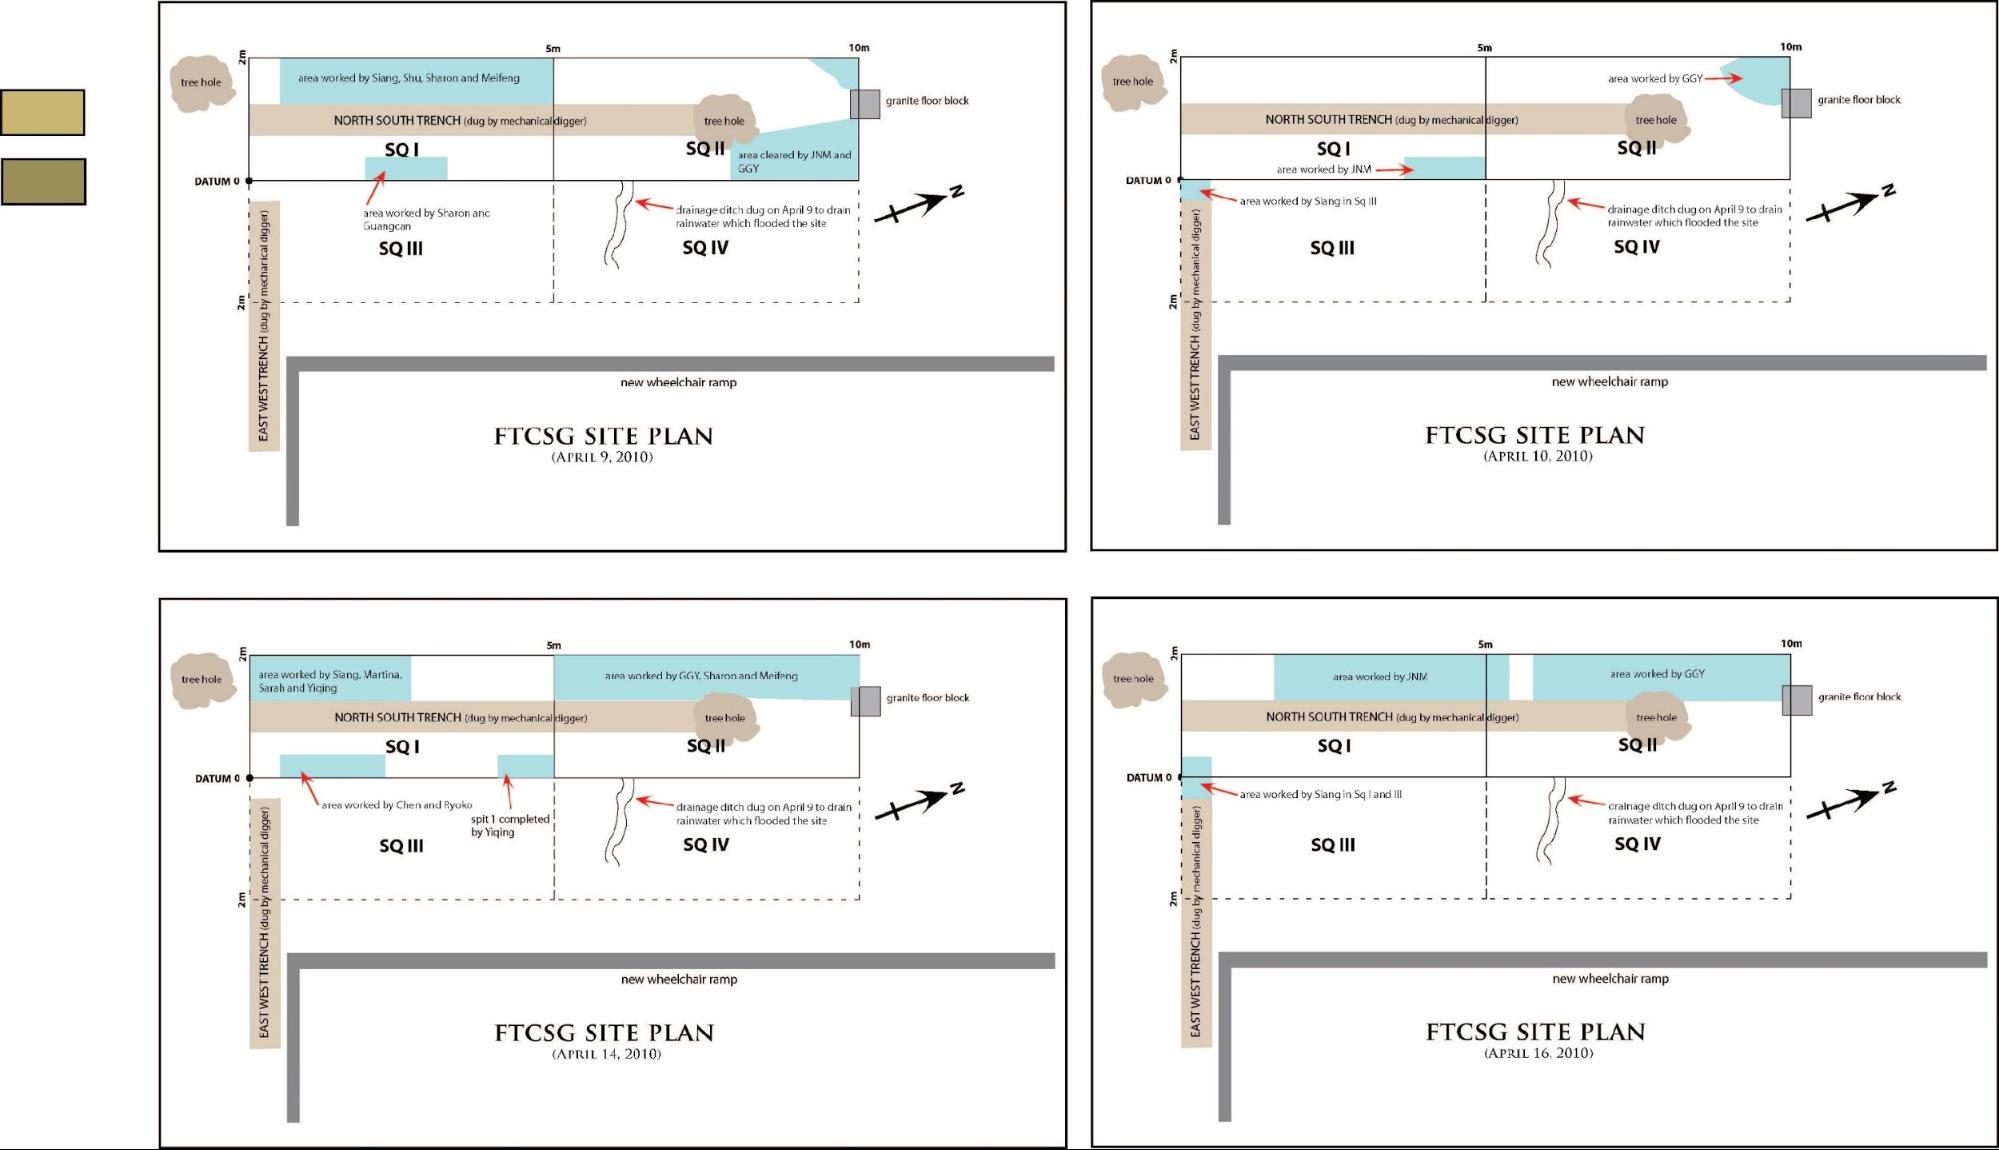 2m
5m
10m
tree hole
area worked by Siang, Shu, Sharon and Meifeng
granite floor block
NORTH SOUTH TRENCH (dug by mechanical digger)
tree hole
SQ I
SQ II
area cleared by JNM and
GGY
DATUM 0
N
area worked by Sharon and
Guangcan
drainage ditch dug on April 9 to drain
rainwater which flooded the site
SQ III
SQ IV
2m
EAST WEST TRENCH (dug by mechanical digger)
new wheelchair ramp
FTCSG SITE PLAN
(APRIL 9, 2010)
2m
5m
10m
tree hole
area worked by GGY
granite floor block
NORTH SOUTH TRENCH (dug by mechanical digger)
tree hole
SQ I
SQ II
area worked by JNM
DATUM 0
N
area worked by Siang in Sq III
drainage ditch dug on April 9 to drain
rainwater which flooded the site
SQ III
SQ IV
2m
EAST WEST TRENCH (dug by mechanical digger)
new wheelchair ramp
FTCSG SITE PLAN
(APRIL 10, 2010)
2m
5m
10m
tree hole
area worked by Siang, Martina,
Sarah and Yiqing
area worked by GGY, Sharon and Meifeng
granite floor block
NORTH SOUTH TRENCH (dug by mechanical digger)
tree hole
SQ I
SQ II
DATUM 0
N
area worked by Chen and Ryoko
spit 1 completed
by Yiqing
drainage ditch dug on April 9 to drain
rainwater which flooded the site
SQ III
SQ IV
2m
EAST WEST TRENCH (dug by mechanical digger)
new wheelchair ramp
FTCSG SITE PLAN
(APRIL 14, 2010)
2m
5m
10m
tree hole
area worked by JNM
area worked by GGY
granite floor block
NORTH SOUTH TRENCH (dug by mechanical digger)
tree hole
SQ I
SQ II
DATUM 0
N
area worked by Siang in Sq I and III
drainage ditch dug on April 9 to drain
rainwater which flooded the site
SQ III
SQ IV
2m
EAST WEST TRENCH (dug by mechanical digger)
new wheelchair ramp
FTCSG SITE PLAN
(APRIL 16, 2010)